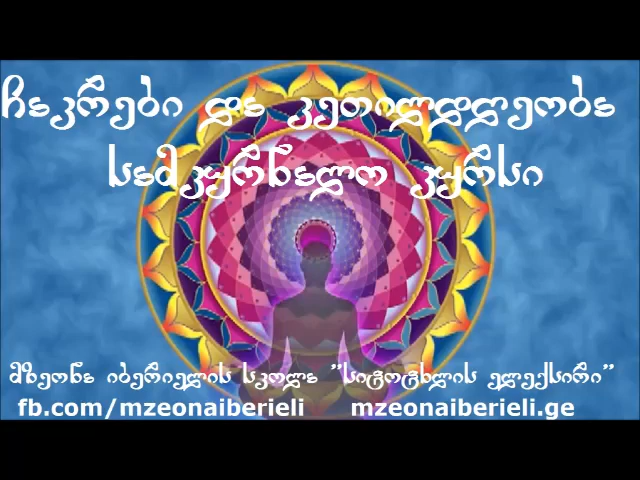 ჩაკრები და კეთილდღეობა
სამკურნალო კურსი
მზეონა იბერიელის სკოლა "სიცოცხლის ელექსირი"
fb.com/mzeonaiberieli mzeonaiberieli.ge